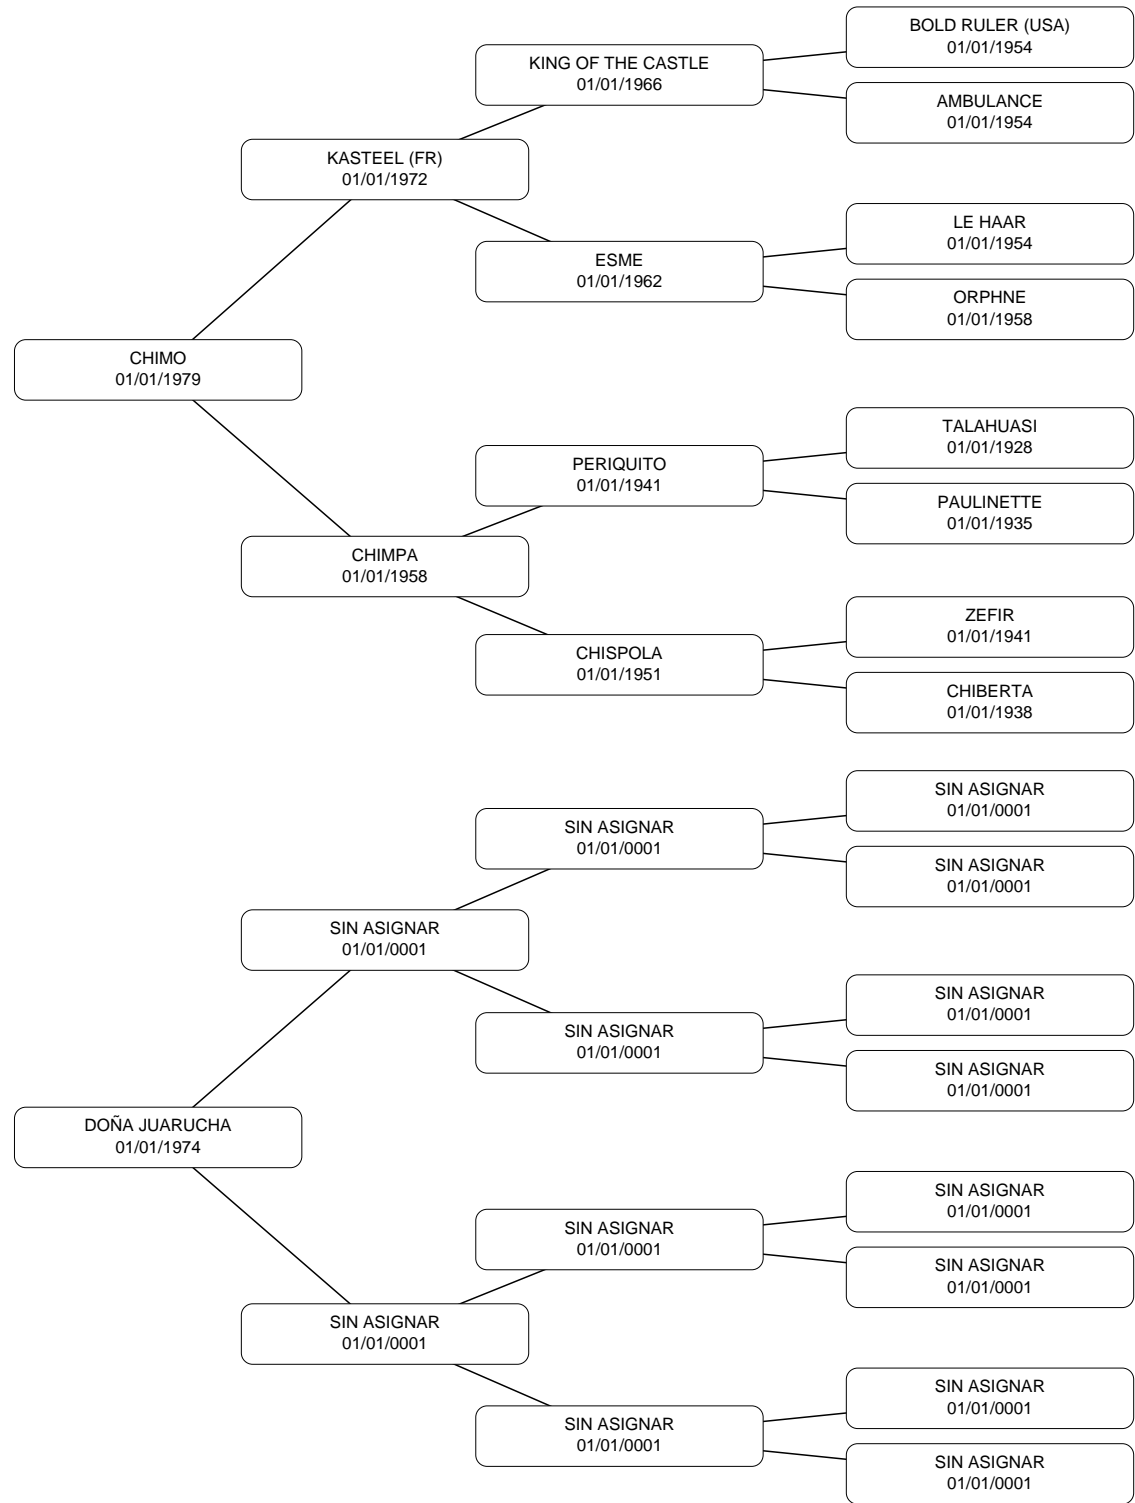 BOLD RULER (USA)
01/01/1954
KING OF THE CASTLE
01/01/1966
AMBULANCE
01/01/1954
KASTEEL (FR)
01/01/1972
LE HAAR
01/01/1954
ESME
01/01/1962
ORPHNE
01/01/1958
CHIMO
01/01/1979
TALAHUASI
01/01/1928
PERIQUITO
01/01/1941
PAULINETTE
01/01/1935
CHIMPA
01/01/1958
ZEFIR
01/01/1941
CHISPOLA
01/01/1951
CHIBERTA
01/01/1938
SIN ASIGNAR
01/01/0001
SIN ASIGNAR
01/01/0001
SIN ASIGNAR
01/01/0001
SIN ASIGNAR
01/01/0001
SIN ASIGNAR
01/01/0001
SIN ASIGNAR
01/01/0001
SIN ASIGNAR
01/01/0001
DOÑA JUARUCHA
01/01/1974
SIN ASIGNAR
01/01/0001
SIN ASIGNAR
01/01/0001
SIN ASIGNAR
01/01/0001
SIN ASIGNAR
01/01/0001
SIN ASIGNAR
01/01/0001
SIN ASIGNAR
01/01/0001
SIN ASIGNAR
01/01/0001